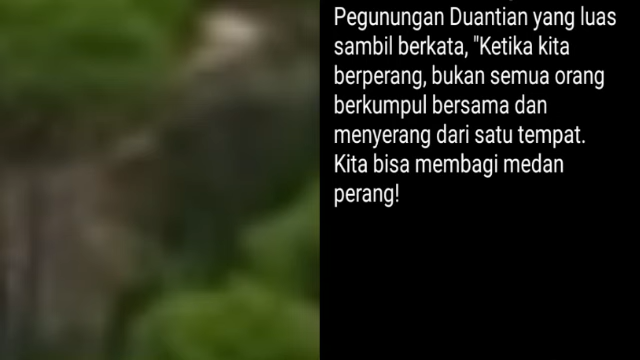 Pegunungan Duantian yang luas
sambil berkata, "Ketika kita
berperang, bukan semua orang
berkumpul bersama dan
menyerang dari satu tempat.
Kita bisa membagi medan
perang!